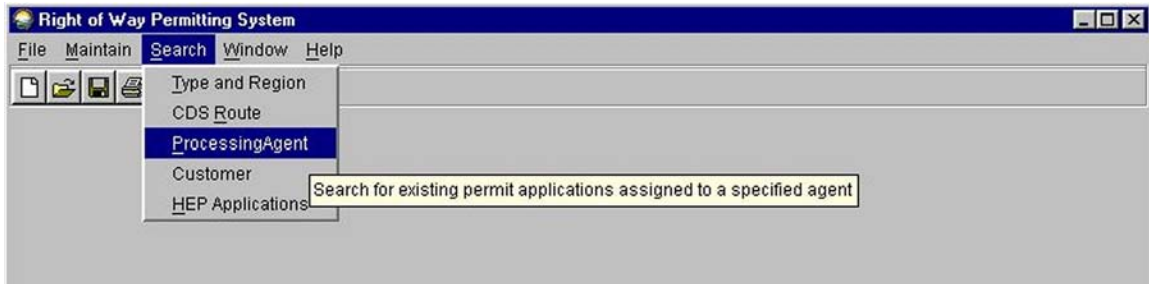 Right of Way Permitting System
File Maintain Search Window Help
Type and Region
CDS Route
ProcessingAgent
Customer
Search for existing permit applications assigned to a specified agent
HEP Applications